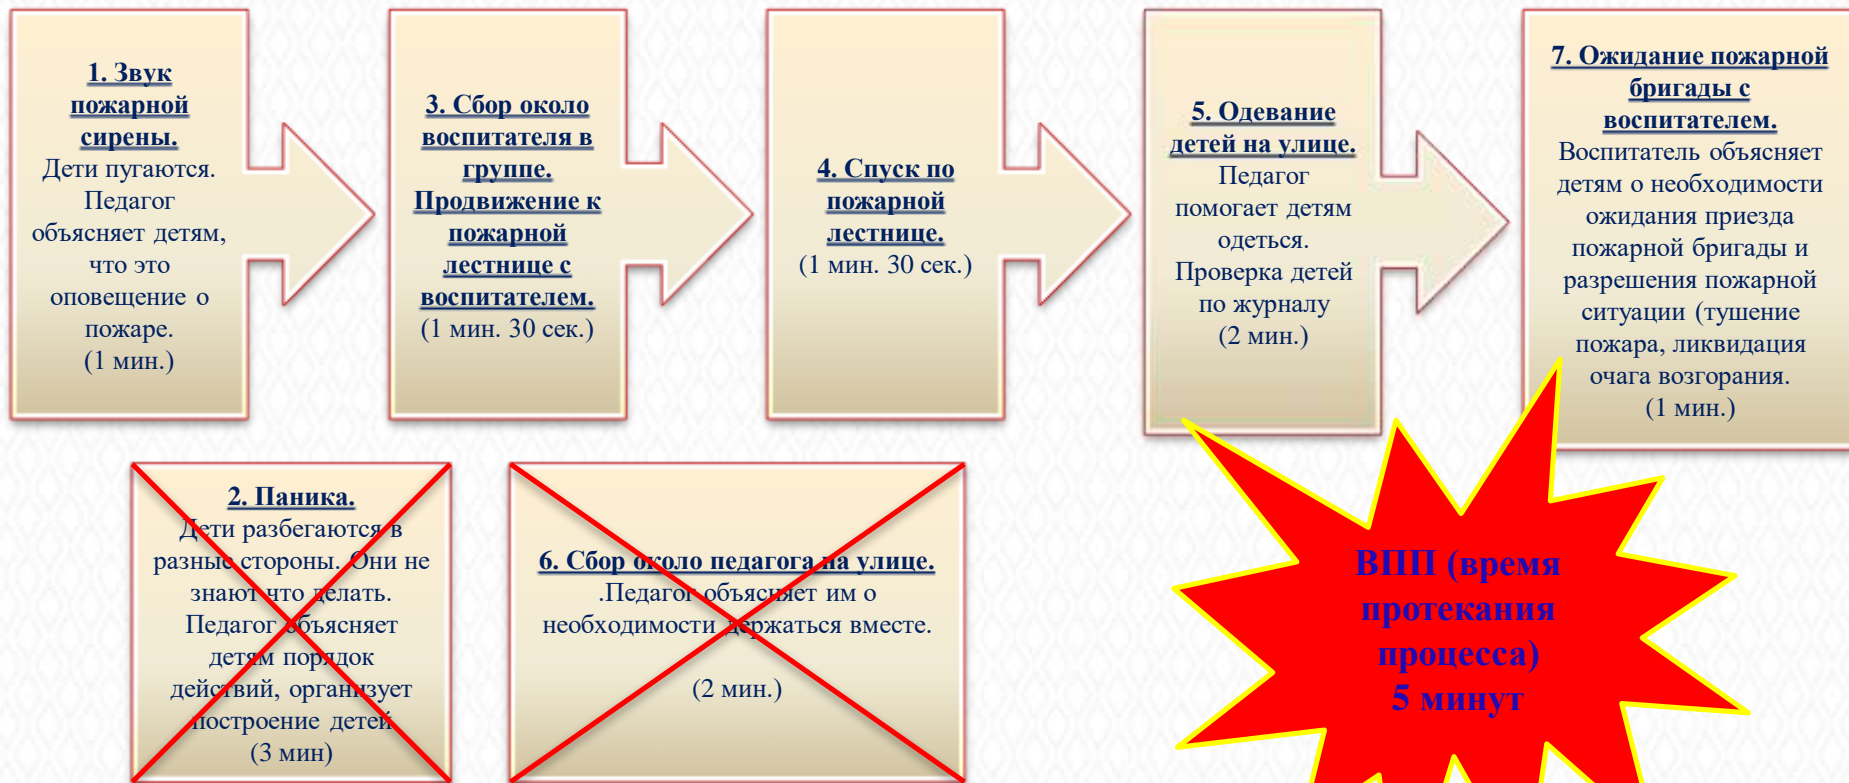 1. Звук
пожарной
сирены.
Дети пугаются.
Педагог
объясняет детям,
что это
оповещение о
пожаре.
(1 мин.)
3. Сбор около
воспитателя в
группе.
Продвижение к
пожарной
лестнице с
воспитателем.
(1 мин. 30 сек.)
4. Спуск по
пожарной
лестнице.
(1 мин. 30 сек.)
5. Одевание
детей на улице.
Педагог
помогает детям
одеться.
Проверка детей
по журналу
(2 мин.)
7. Ожидание пожарной
бригады с
воспитателем.
Воспитатель объясняет
детям о необходимости
ожидания приезда
пожарной бригады и
разрешения пожарной
ситуации (тушение
пожара, ликвидация
очага возгорания.
(1 мин.)
2. Паника.
Дети разбегаются в
разные стороны. Они не
знают что делать.
Педагог объясняет
детям порядок
действий, организует
построение детей
(3 мин)
6. Сбор около педагога на улице.
.Педагог объясняет им о
необходимости держаться вместе.
(2 мин.)
ВПП (время
протекания
процесса)
5 минут